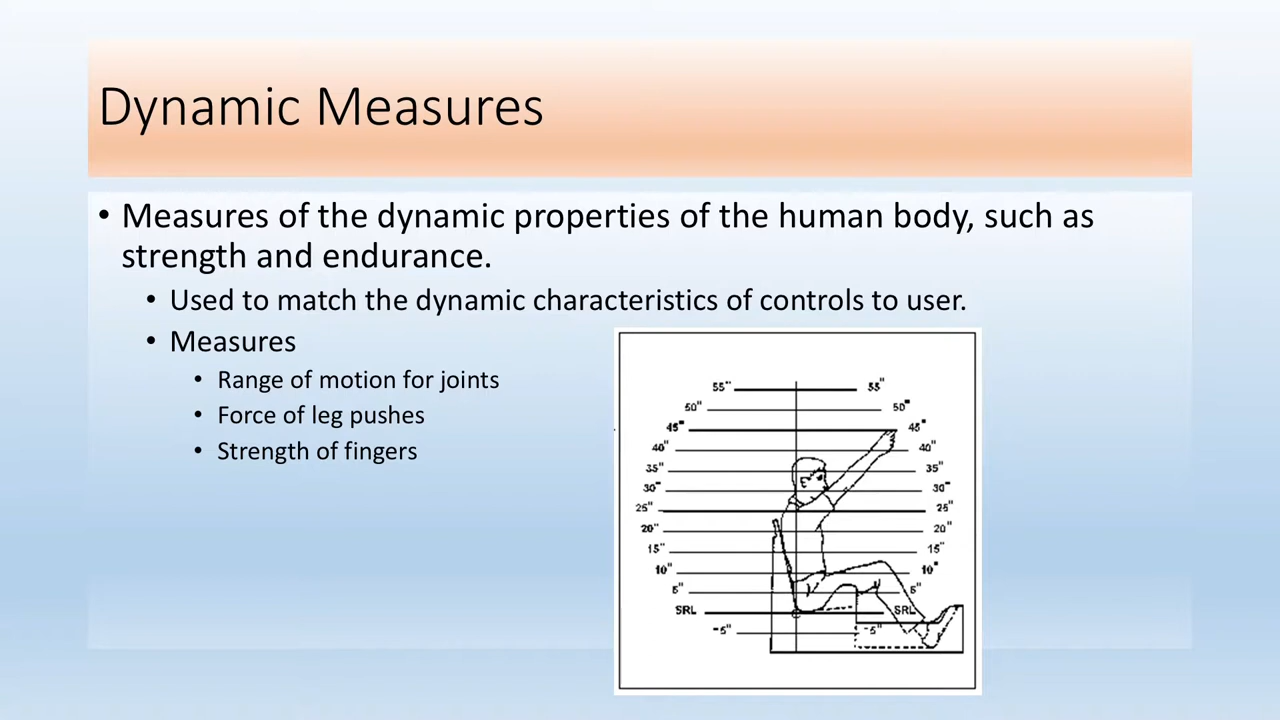 Dynamic Measures
• Measures of the dynamic properties of the human body, such as
strength and endurance.
• Used to match the dynamic characteristics of controls to user.
• Measures
• Range of motion for joints
• Force of leg pushes
• Strength of fingers
55" 55"
50" 50"
45" 45"
40" 40"
35" 35"
30" 30"
25" 25"
20" 20"
15" 15"
10" 10"
5" 5"
SRL SRL
-5" -5"